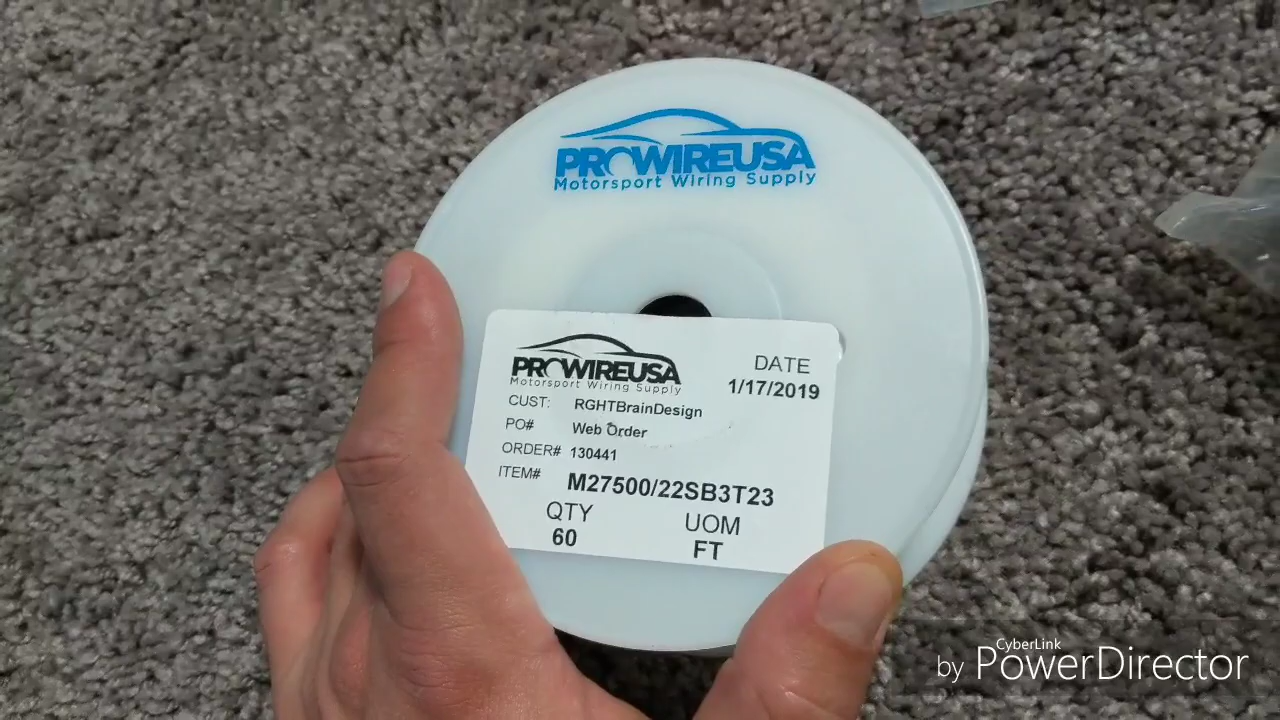 PROWIREUSA
Motorsport Wiring Supply
PROWIREUSA
Motorsport Wiring Supply
DATE
1/17/2019
CUST: RGHTBrainDesign
PO# Web Order
ORDER# 130441
ITEM# M27500/22SB3T23
QTY UOM
60 FT
CyberLink
by PowerDirector